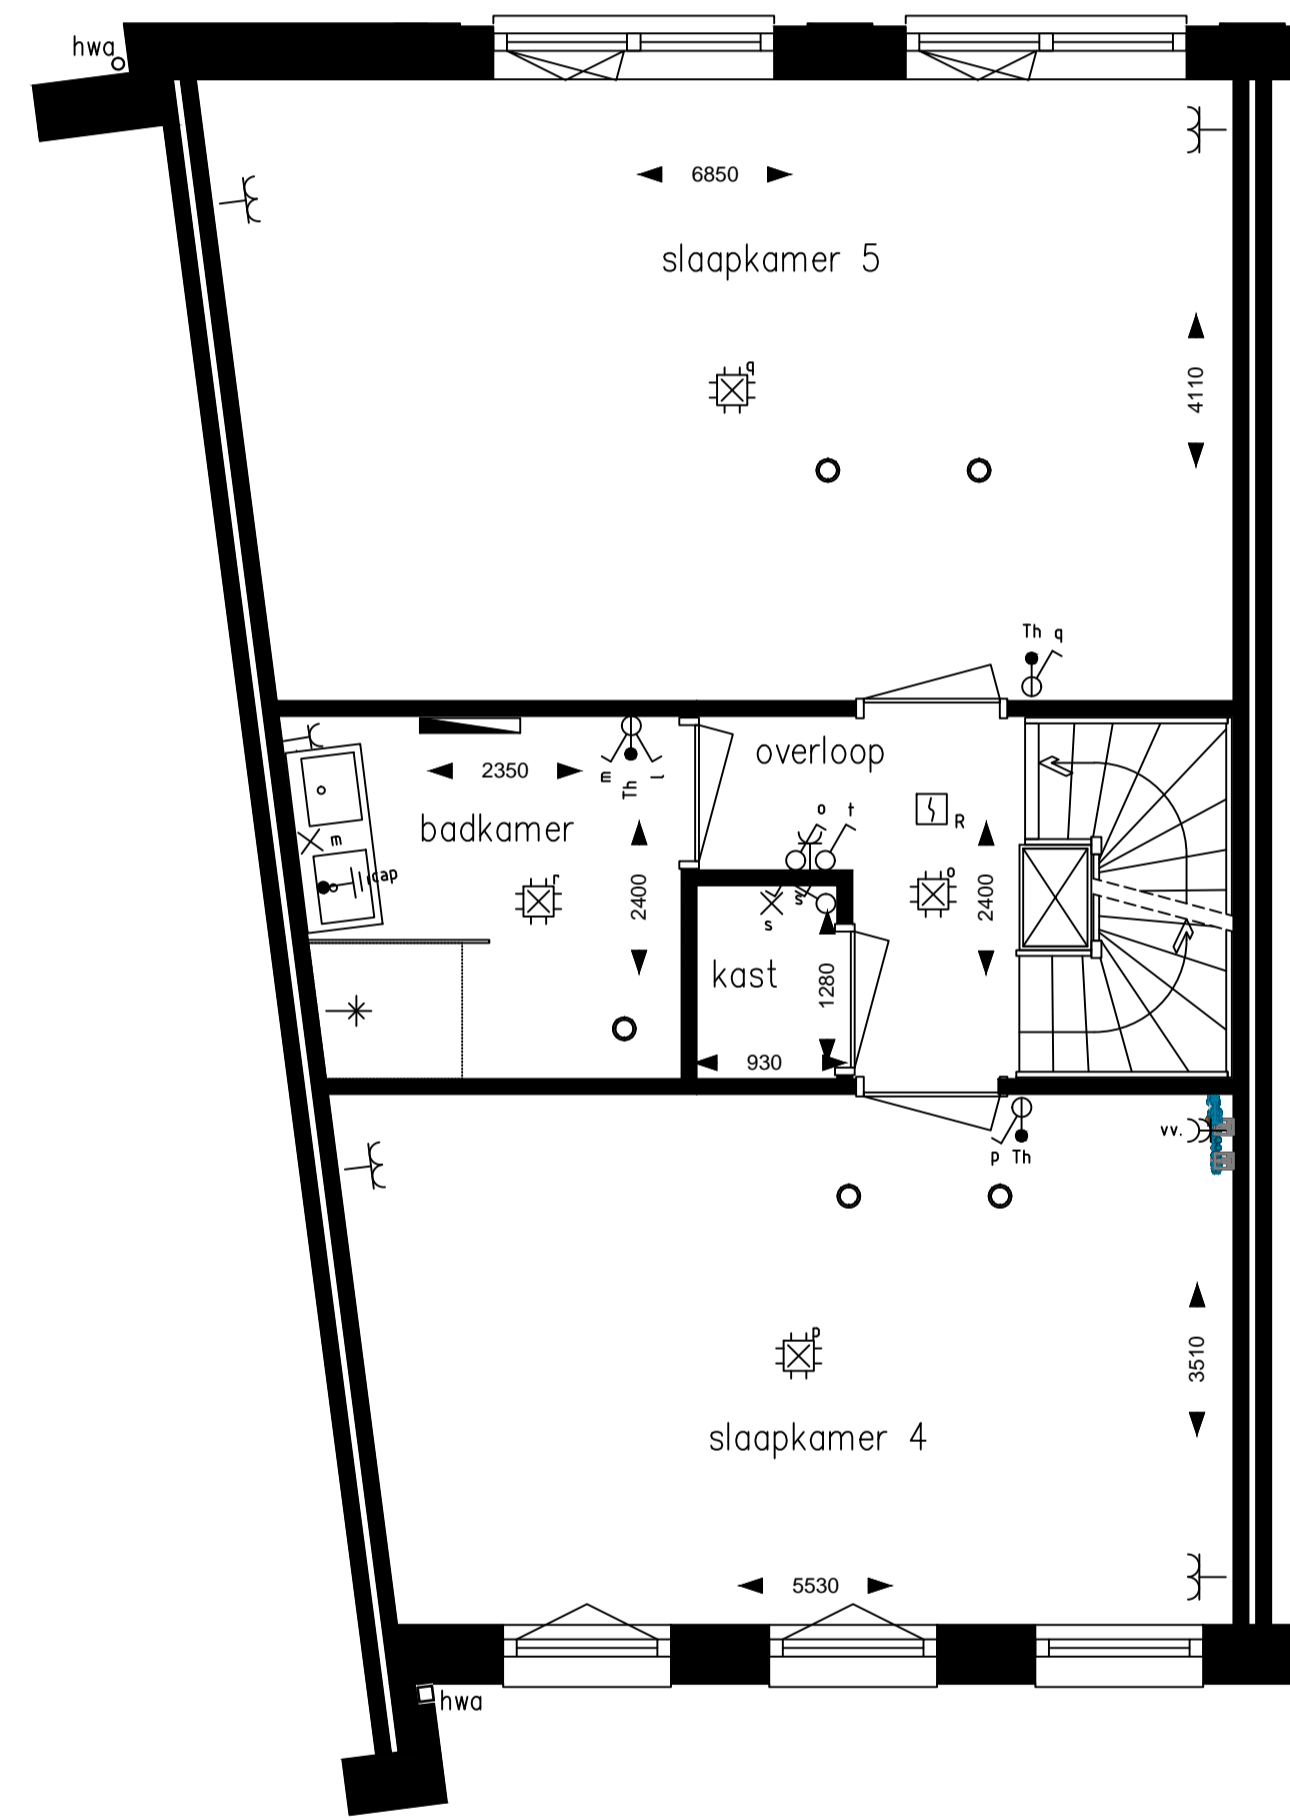 hwa
6850
slaapkamer 5
q
4110
Th q
2350
m Th l
overloop
badkamer
m
cap
r
2400
o t
R
s s
o
2400
kast
1280
930
p Th
vv.
p
3510
slaapkamer 4
5530
hwa